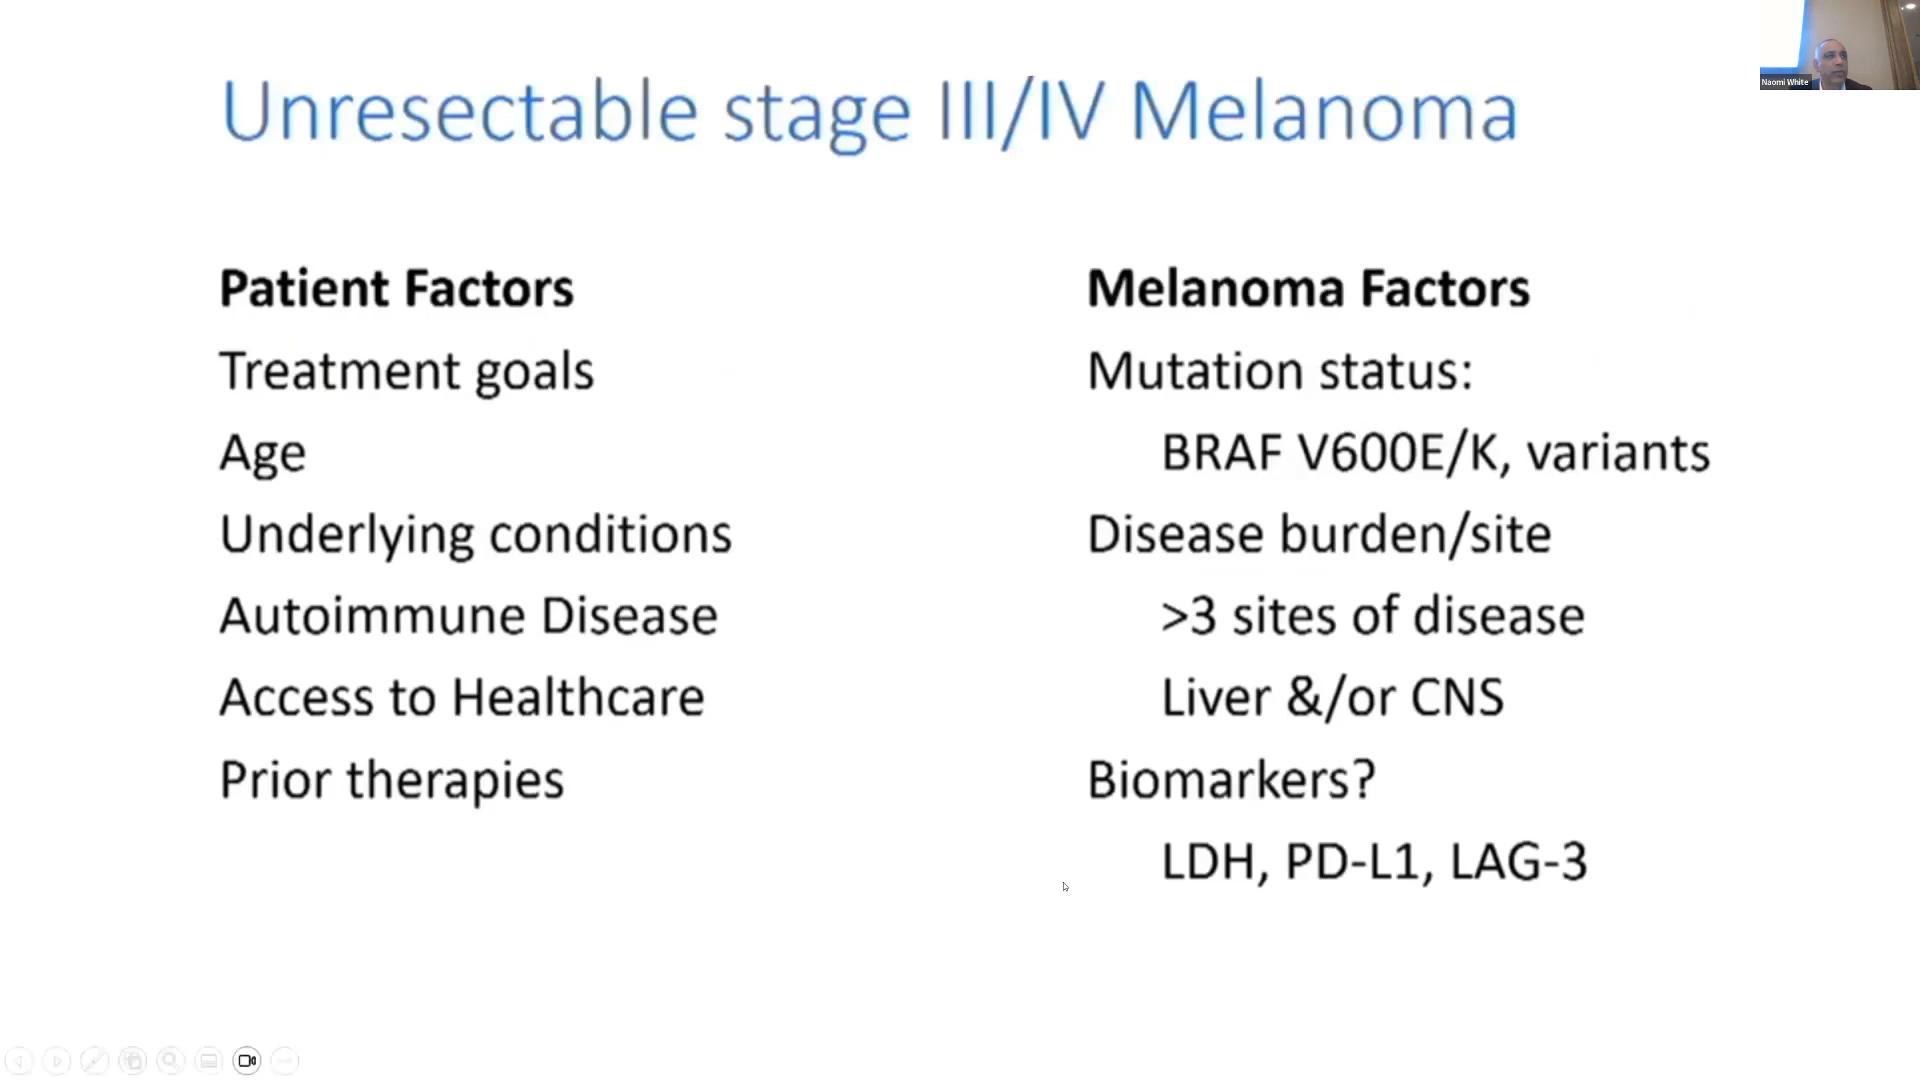 Unresectable stage III/IV Melanoma
Naomi White
Patient Factors
Treatment goals
Age
Underlying conditions
Autoimmune Disease
Access to Healthcare
Prior therapies
Melanoma Factors
Mutation status:
BRAF V600E/K, variants
Disease burden/site
>3 sites of disease
Liver &/or CNS
Biomarkers?
LDH, PD-L1, LAG-3